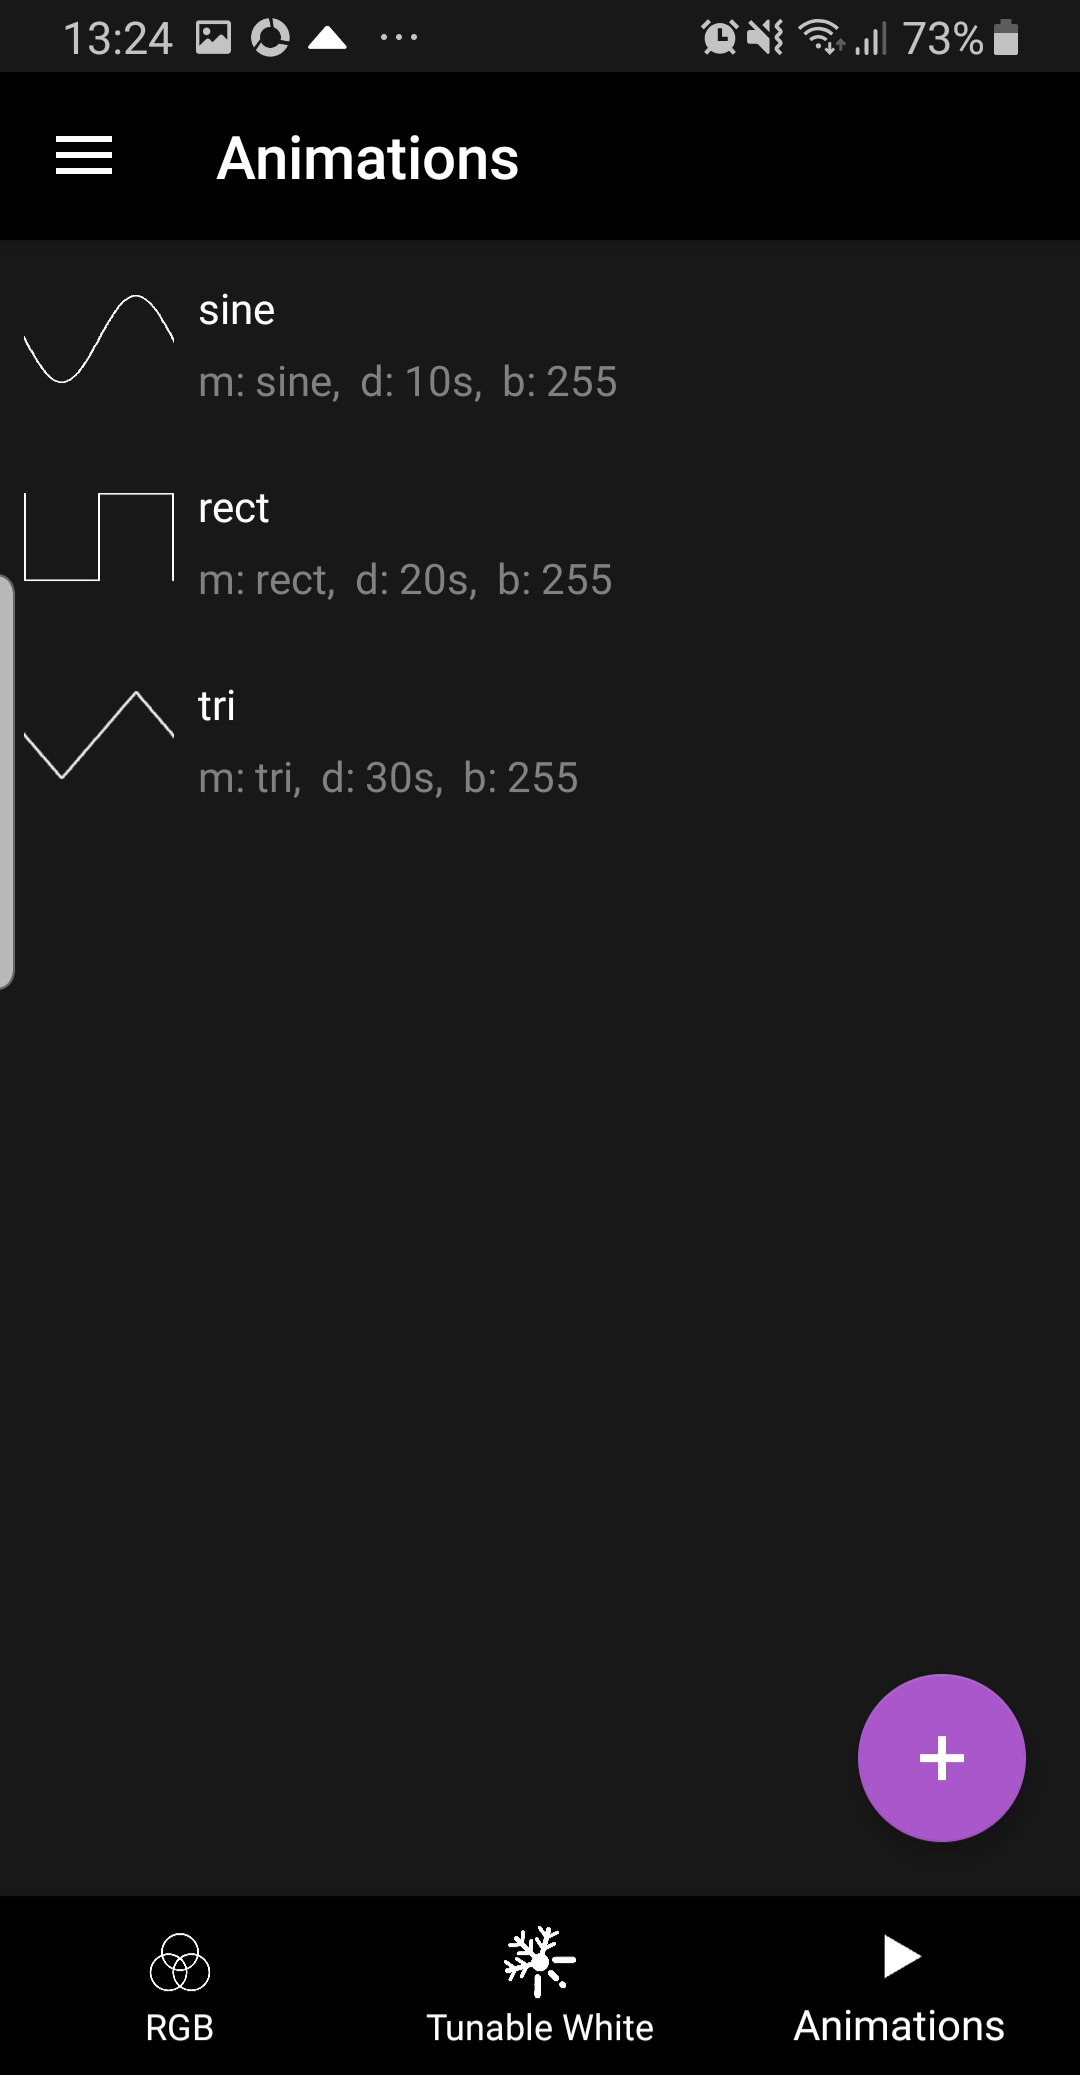 13:24 73%
Animations
sine
m: sine, d: 10s, b: 255
rect
m: rect, d: 20s, b: 255
tri
m: tri, d: 30s, b: 255
RGB Tunable White Animations